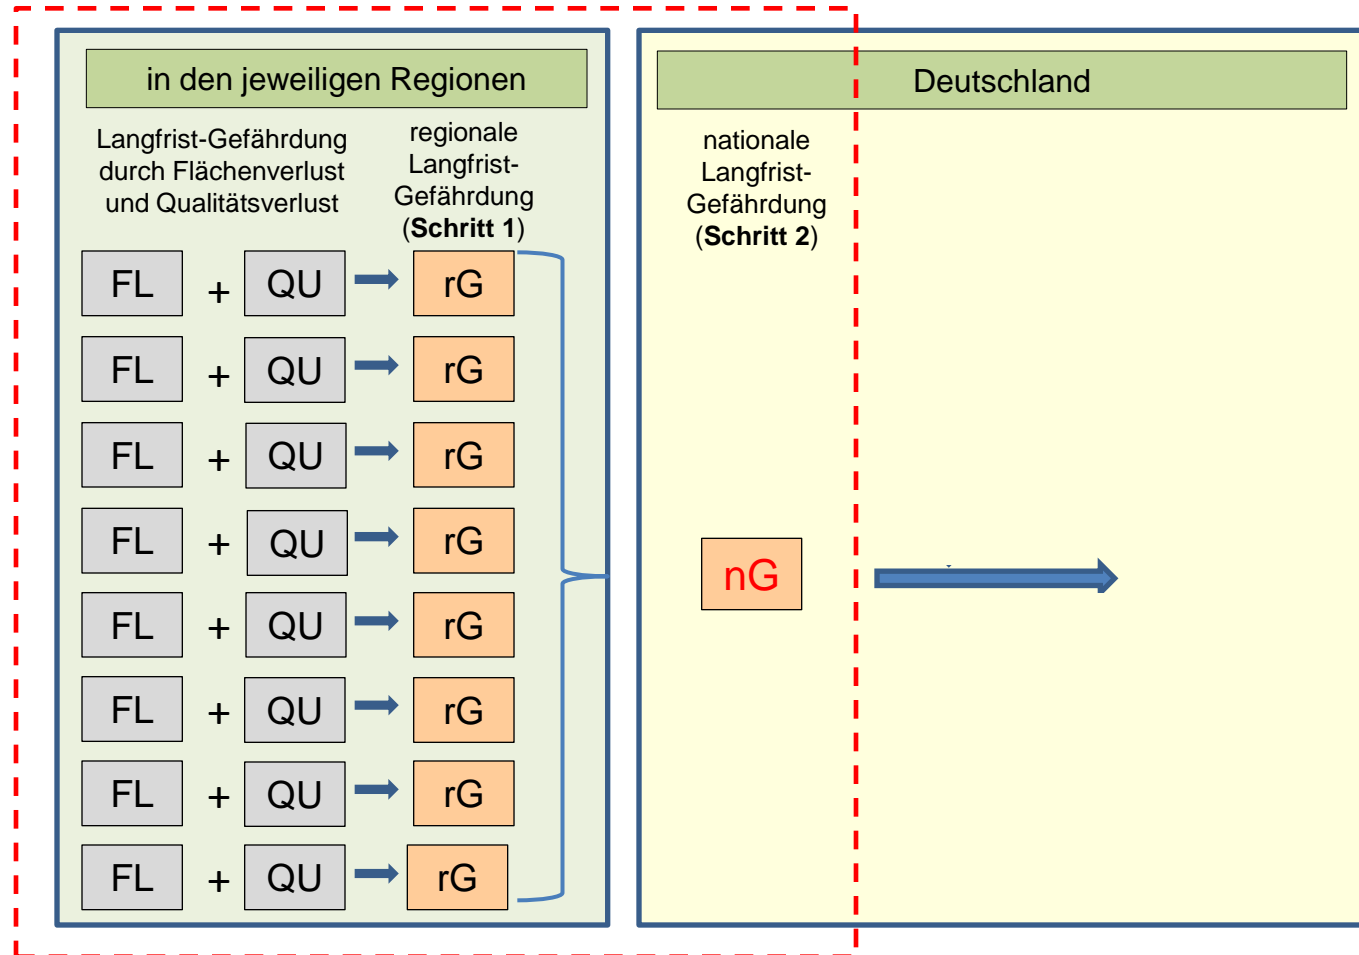 in den jeweiligen Regionen
Langfrist-Gefährdung
durch Flächenverlust
und Qualitätsverlust
regionale
Langfrist-
Gefährdung
(Schritt 1)
FL + QU rG
FL + QU rG
FL + QU rG
FL + QU rG
FL + QU rG
FL + QU rG
FL + QU rG
FL + QU rG
Deutschland
nationale
Langfrist-
Gefährdung
(Schritt 2)
nG